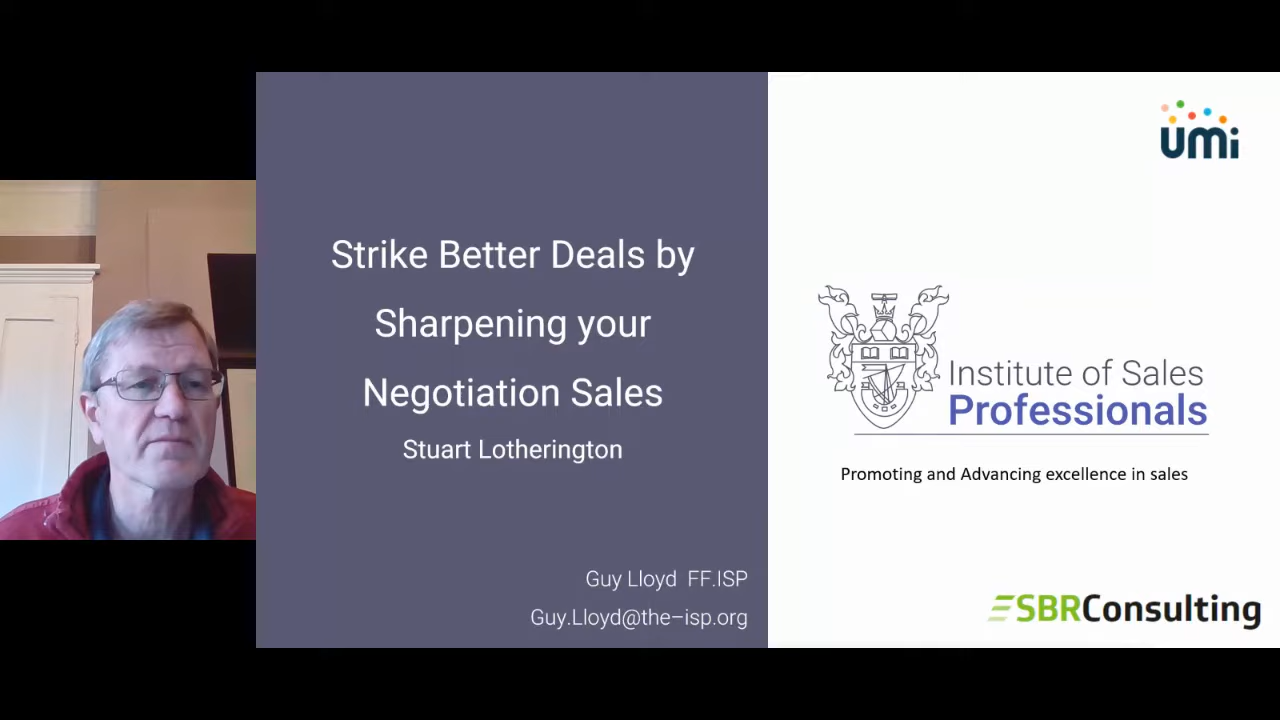 umi
Strike Better Deals by
Sharpening your
Negotiation Sales
Stuart Lotherington
Institute of Sales
Professionals
Promoting and Advancing excellence in sales
Guy Lloyd FF.ISP
Guy.Lloyd@the-isp.org
SBRConsulting